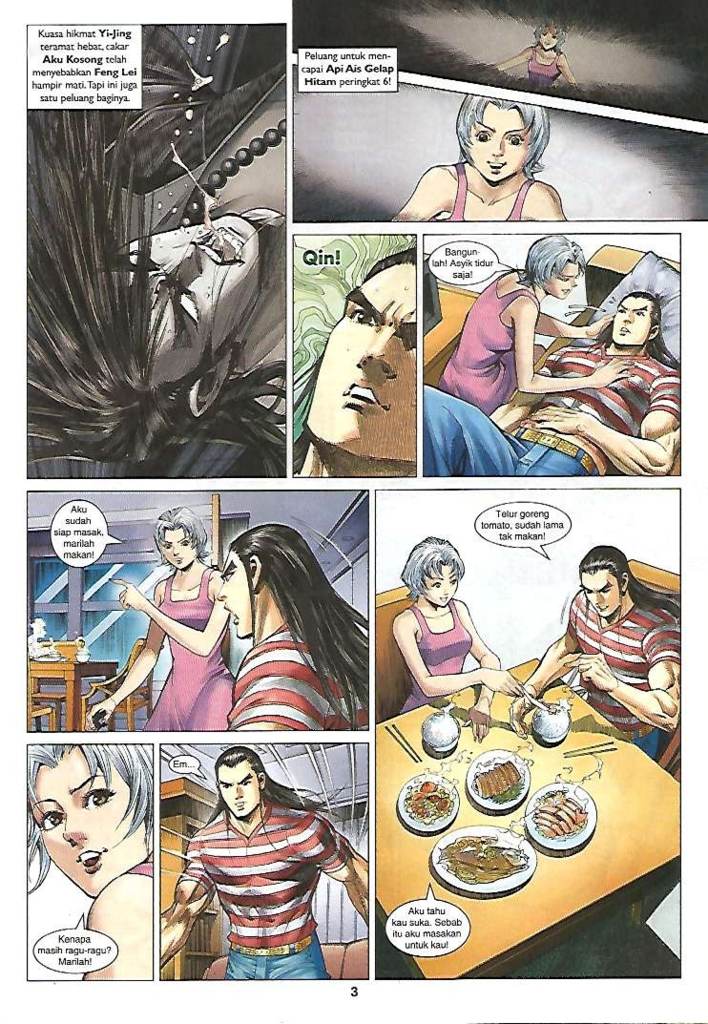 Kuasa hikmat Yi-Jing
teramat hebat, cakar
Aku Kosong telah
menyebabkan Feng Lei
hampir mati. Tapi ini juga
satu peluang baginya.
Peluang untuk men-
capai Api Ais Gelap
Hitam peringkat 6!
Qin!
Bangun-
lah! Asyik tidur
saja!
Aku
sudah
siap masak,
marilah
makan!
Telur goreng
tomato, sudah lama
tak makan!
Kenapa
masih ragu-ragu?
Marilah!
Em...
Aku tahu
kau suka. Sebab
itu aku masakan
untuk kau!
3